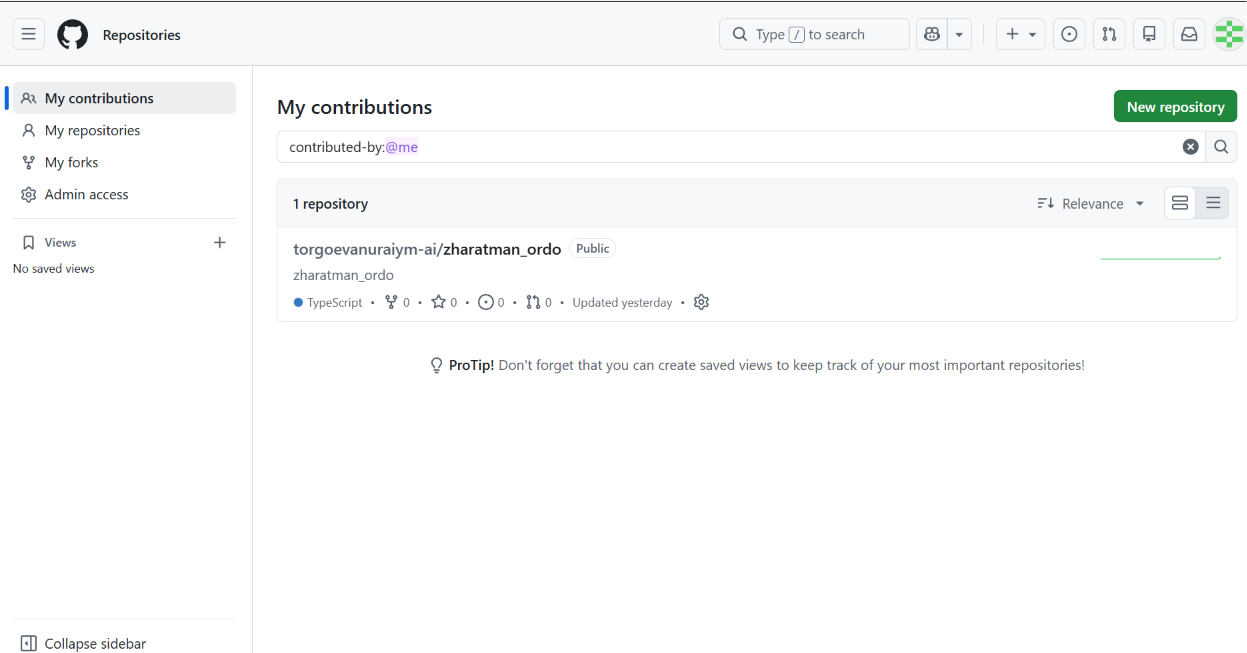 Repositories
Type / to search
My contributions
My repositories
My forks
Admin access
Views
No saved views
Collapse sidebar
My contributions
New repository
contributed-by:@me
1 repository
Relevance
torgoevanuraiym-ai/zharatman_ordo Public
zharatman_ordo
TypeScript • 0 • 0 • 0 • 0 • Updated yesterday •
ProTip! Don't forget that you can create saved views to keep track of your most important repositories!